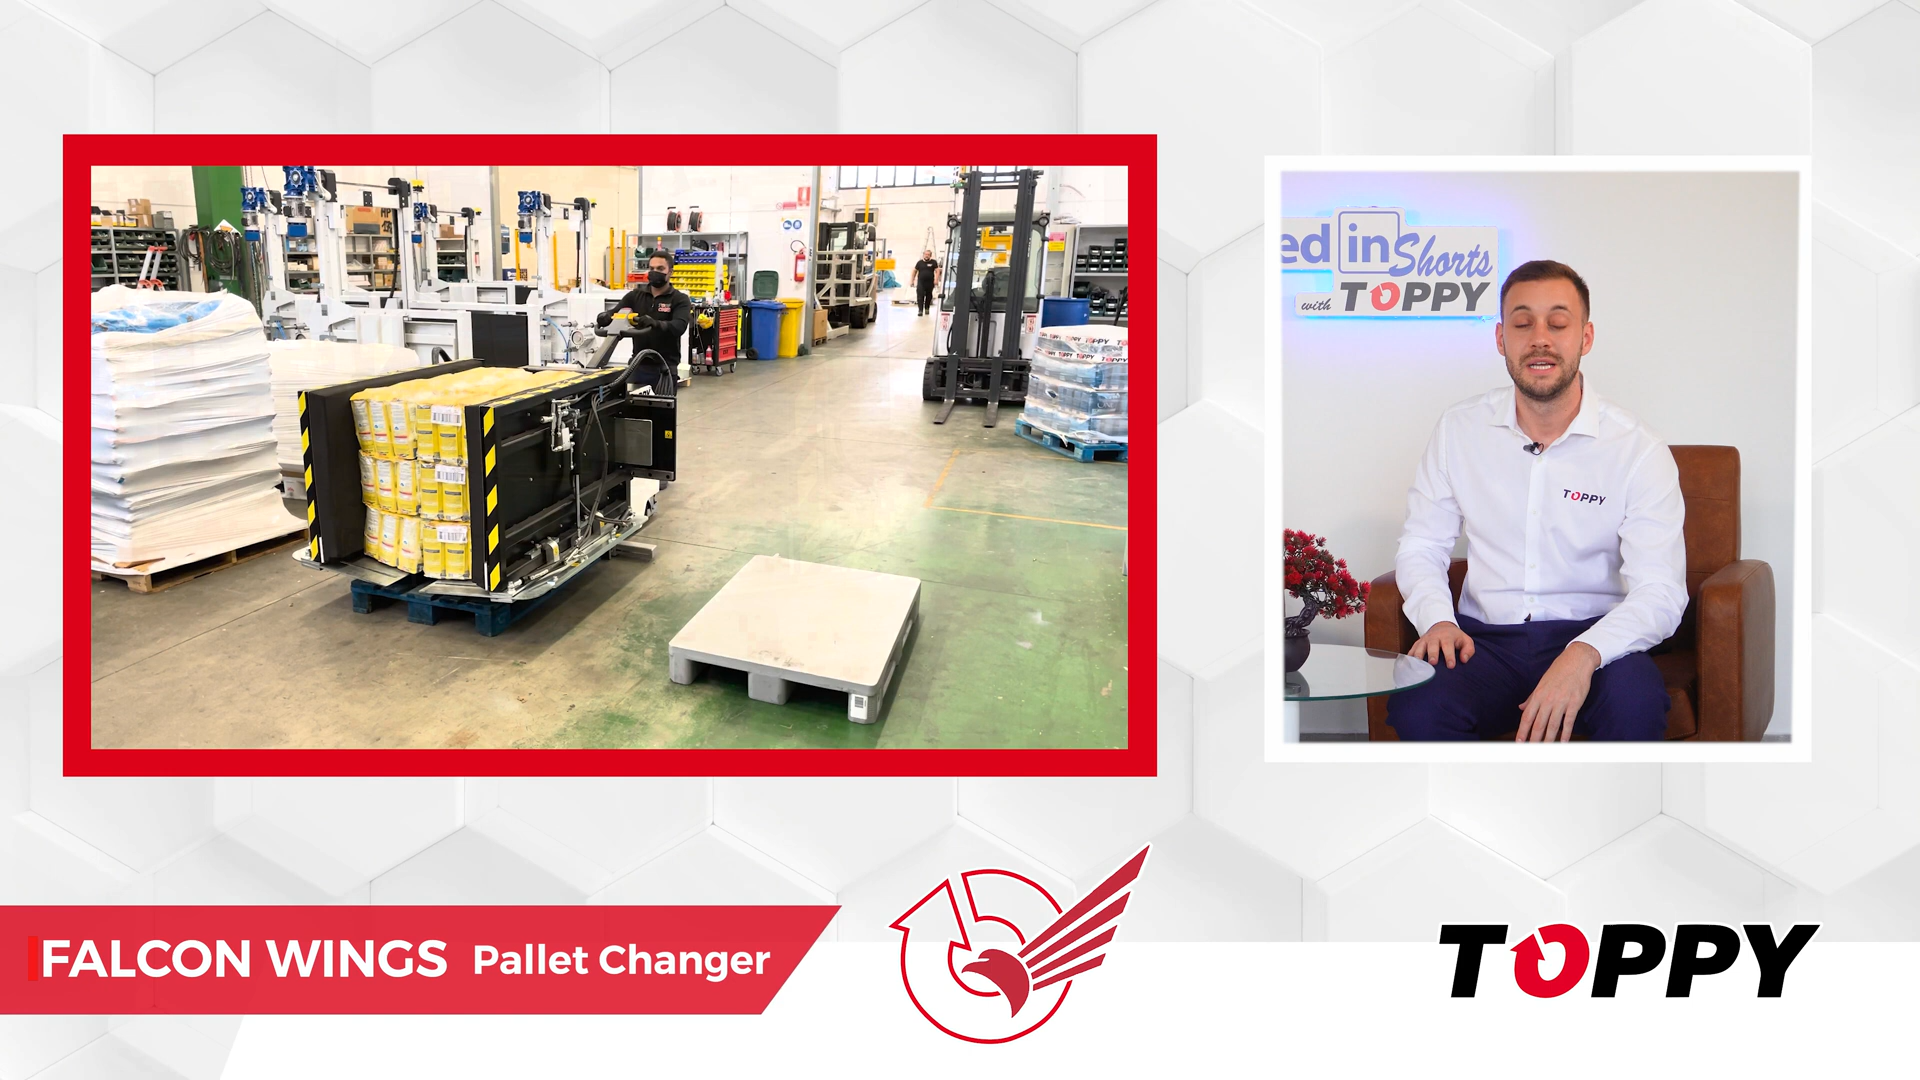 ed in Shorts
with TOPPY
TOPPY
FALCON WINGS Pallet Changer
TOPPY